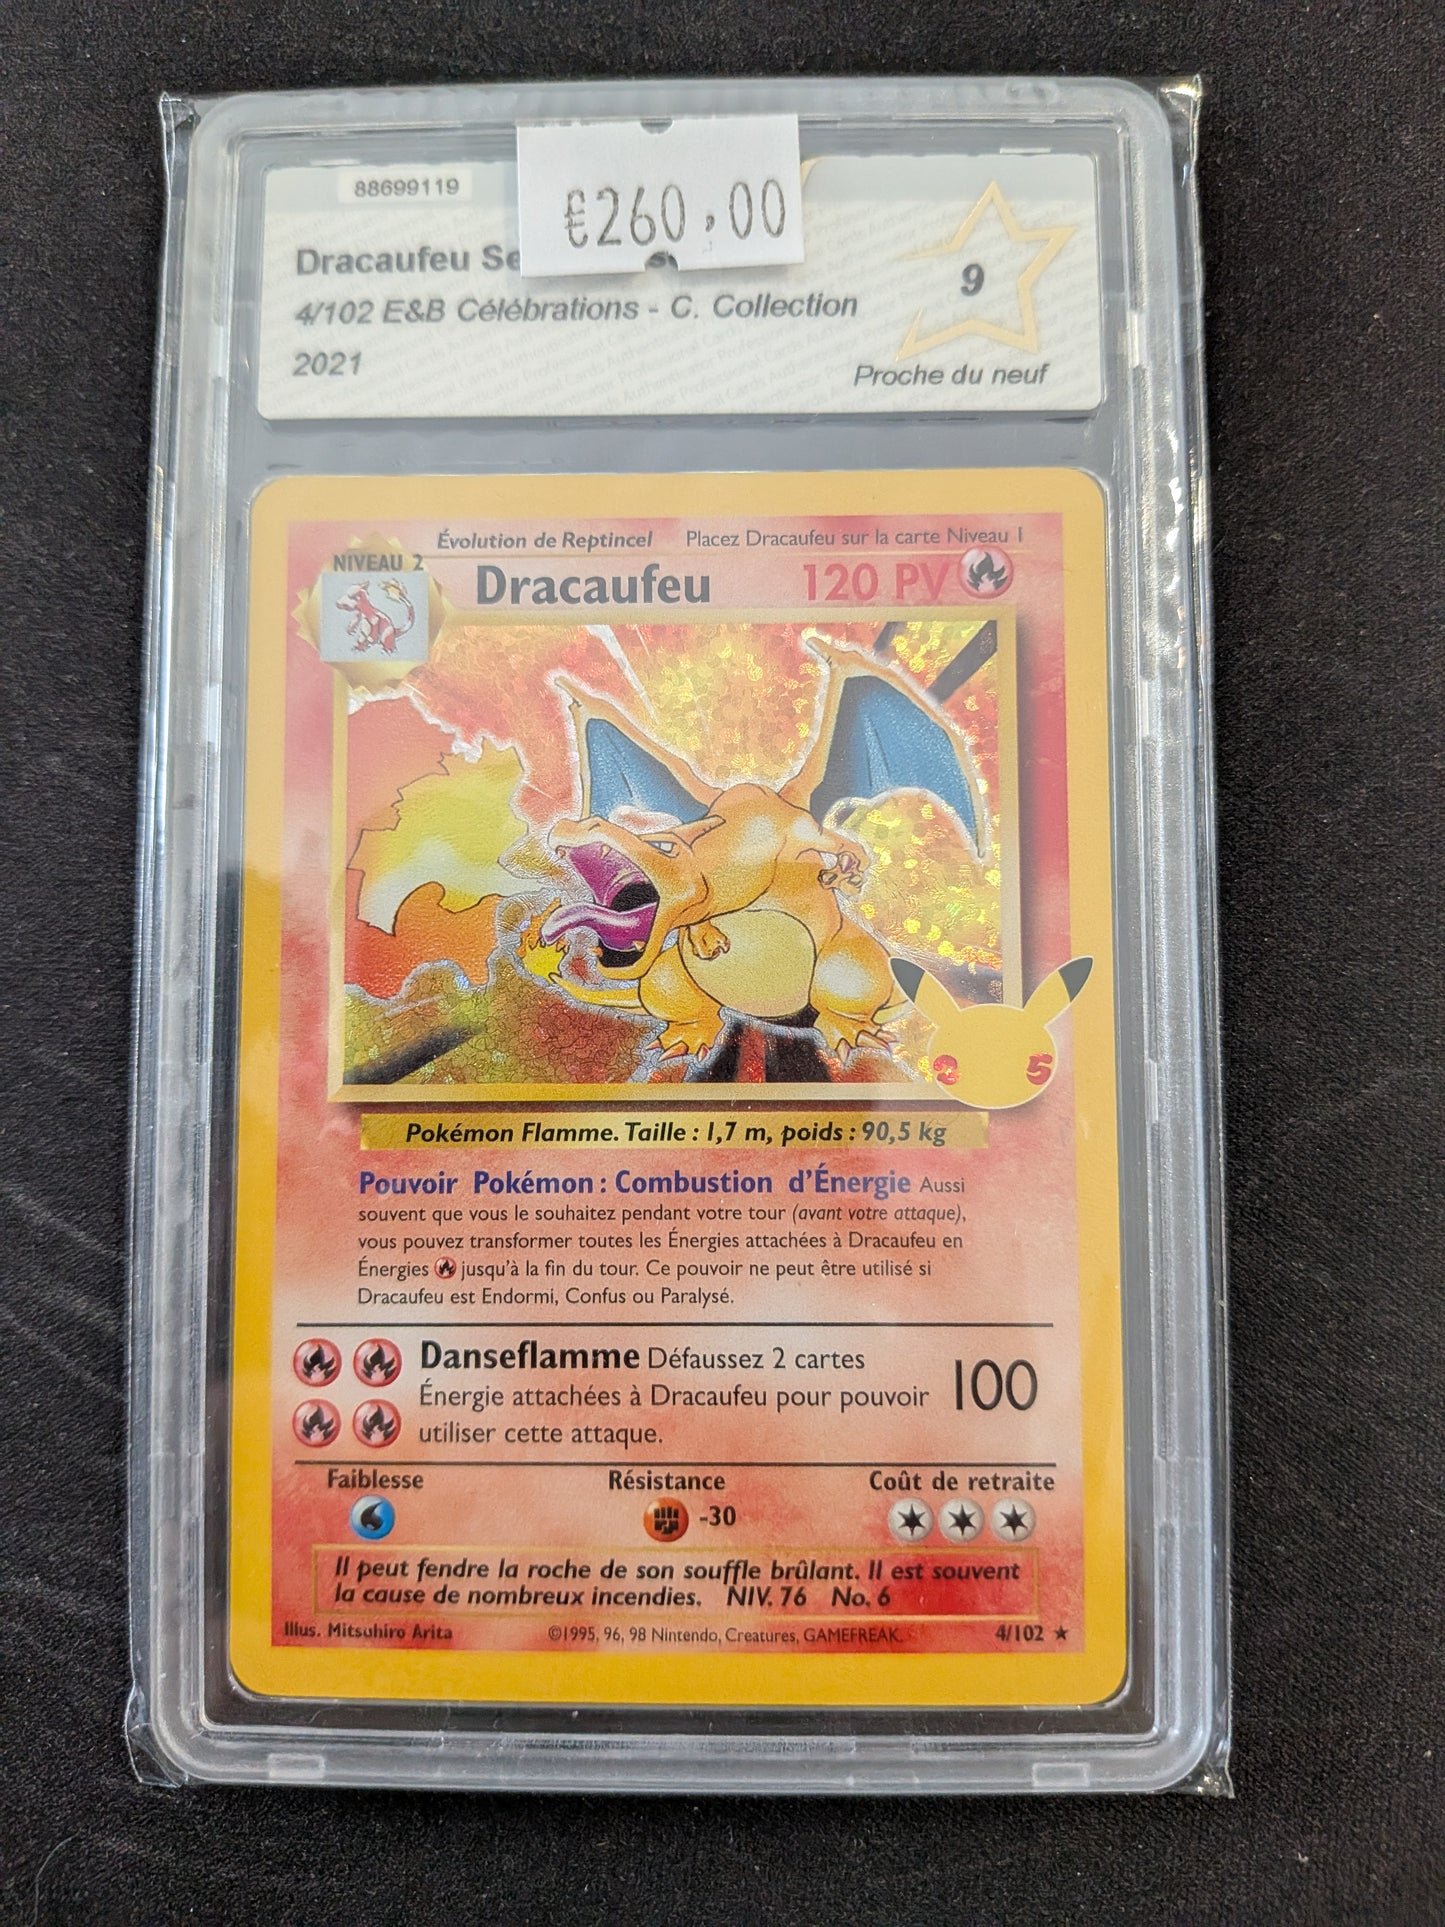 €260.00
88699119
Dracaufeu Se
4/102 E&B Célébrations - C. Collection
2021
9
Proche du neuf
Évolution de Reptincel Placez Dracaufeu sur la carte Niveau 1
NIVEAU 2
Dracaufeu 120 PV
25
Pokémon Flamme. Taille : 1,7 m, poids : 90,5 kg
Pouvoir Pokémon : Combustion d'Énergie Aussi
souvent que vous le souhaitez pendant votre tour (avant votre attaque),
vous pouvez transformer toutes les Énergies attachées à Dracaufeu en
Énergies jusqu'à la fin du tour. Ce pouvoir ne peut être utilisé si
Dracaufeu est Endormi, Confus ou Paralysé.
Danseflamme Défaussez 2 cartes
Énergie attachées à Dracaufeu pour pouvoir 100
utiliser cette attaque.
Faiblesse Résistance Coût de retraite
-30
Il peut fendre la roche de son souffle brûlant. Il est souvent
la cause de nombreux incendies. NIV. 76 No. 6
Illus. Mitsuhiro Arita ©1995, 96, 98 Nintendo, Creatures, GAMEFREAK. 4/102 ★